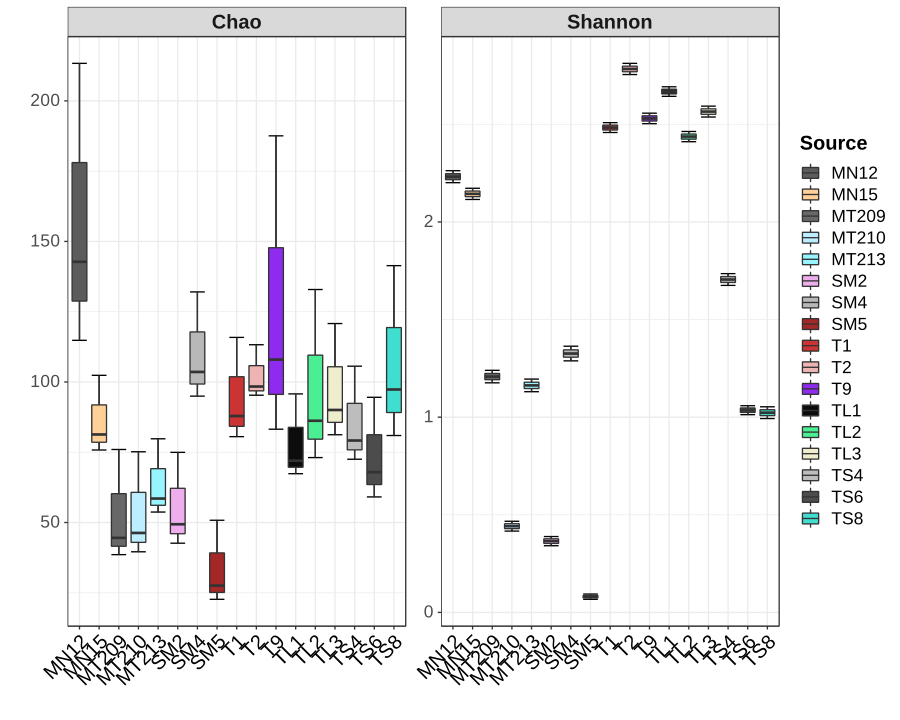 Chao
Shannon
200
150
100
50
2
1
0
MN12
MN15
MT209
MT210
MT213
SM2
SM4
SM5
T1
T2
T9
TL1
TL2
TL3
TS4
TS6
TS8
MN12
MN15
MT209
MT210
MT213
SM2
SM4
SM5
T1
T2
T9
TL1
TL2
TL3
TS4
TS6
TS8
Source
MN12
MN15
MT209
MT210
MT213
SM2
SM4
SM5
T1
T2
T9
TL1
TL2
TL3
TS4
TS6
TS8